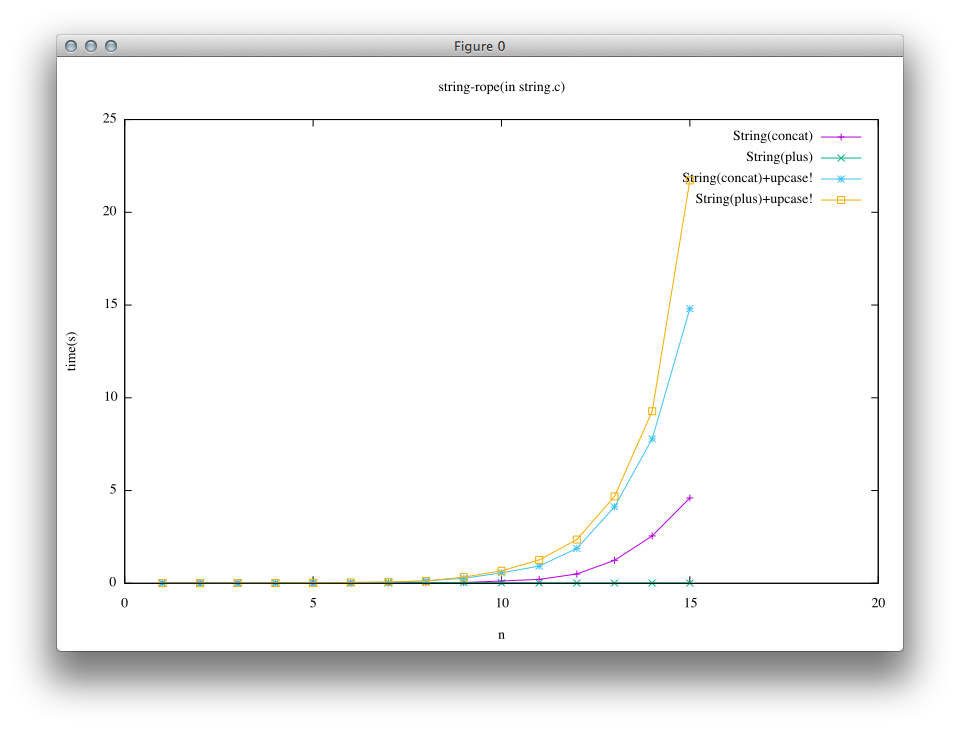 Figure 0
string-rope(in string.c)
String(concat)
String(plus)
String(concat)+upcase!
String(plus)+upcase!
25
20
15
10
5
0
time(s)
0 5 10 15 20
n